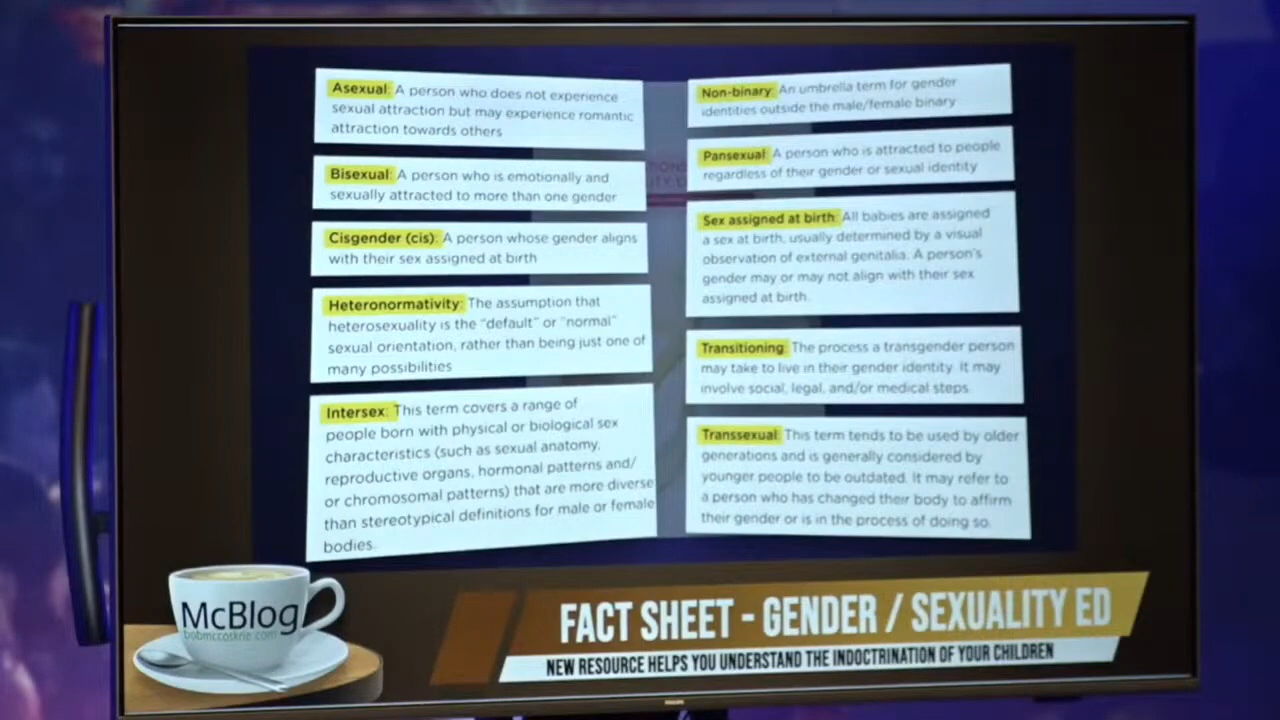 Asexual: A person who does not experience
sexual attraction but may experience romantic
attraction towards others
Bisexual: A person who is emotionally and
sexually attracted to more than one gender
Cisgender (cis): A person whose gender aligns
with their sex assigned at birth
Heteronormativity: The assumption that
heterosexuality is the "default" or "normal"
sexual orientation, rather than being just one of
many possibilities
Intersex: This term covers a range of
people born with physical or biological sex
characteristics (such as sexual anatomy,
reproductive organs, hormonal patterns and/
or chromosomal patterns) that are more diverse
than stereotypical definitions for male or female
bodies.
Non-binary: An umbrella term for gender
identities outside the male/female binary
Pansexual: A person who is attracted to people
regardless of their gender or sexual identity
Sex assigned at birth: All babies are assigned
a sex at birth, usually determined by a visual
observation of external genitalia. A person's
gender may or may not align with their sex
assigned at birth.
Transitioning: The process a transgender person
may take to live in their gender identity. It may
involve social, legal, and/or medical steps.
Transsexual: This term tends to be used by older
generations and is generally considered by
younger people to be outdated. It may refer to
a person who has changed their body to affirm
their gender or is in the process of doing so.
McBlog
bobmccoskrie.com
FACT SHEET - GENDER / SEXUALITY ED
NEW RESOURCE HELPS YOU UNDERSTAND THE INDOCTRINATION OF YOUR CHILDREN
PHILIPS